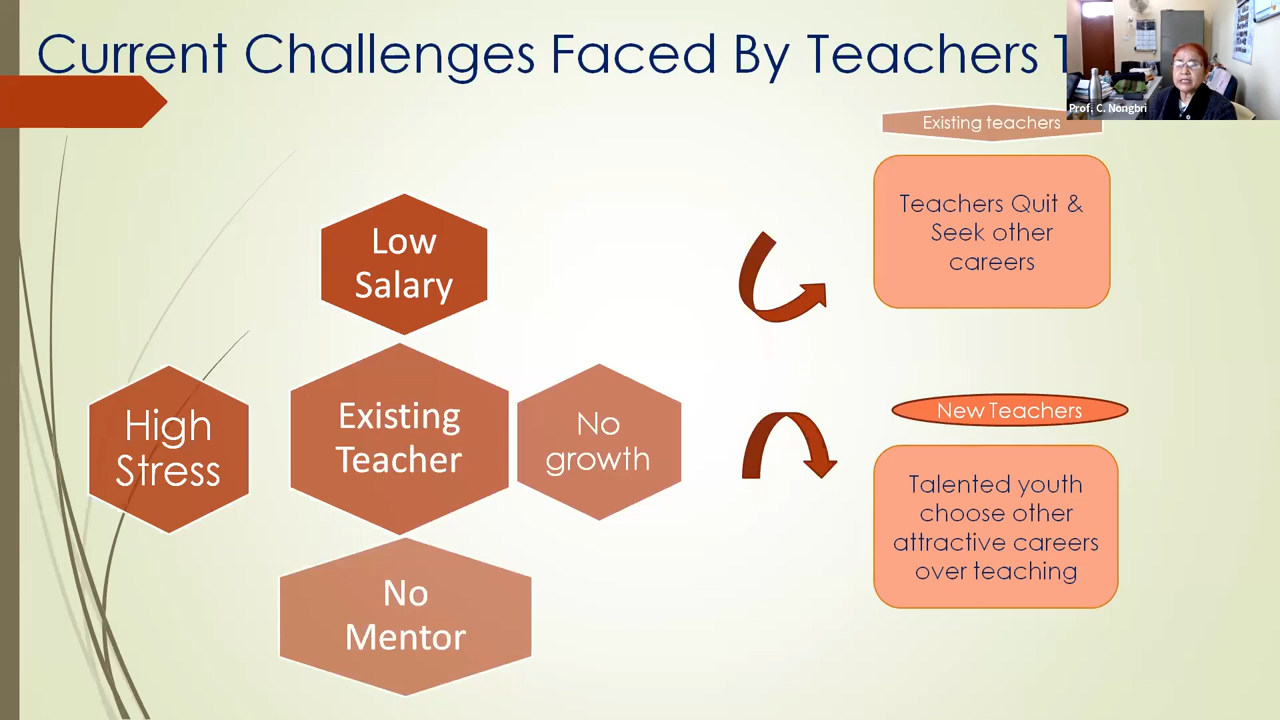 Current Challenges Faced By Teachers
Prof. C. Nongbri
Existing teachers
Teachers Quit &
Seek other
careers
Low
Salary
High
Stress
Existing
Teacher
No
growth
No
Mentor
New Teachers
Talented youth
choose other
attractive careers
over teaching